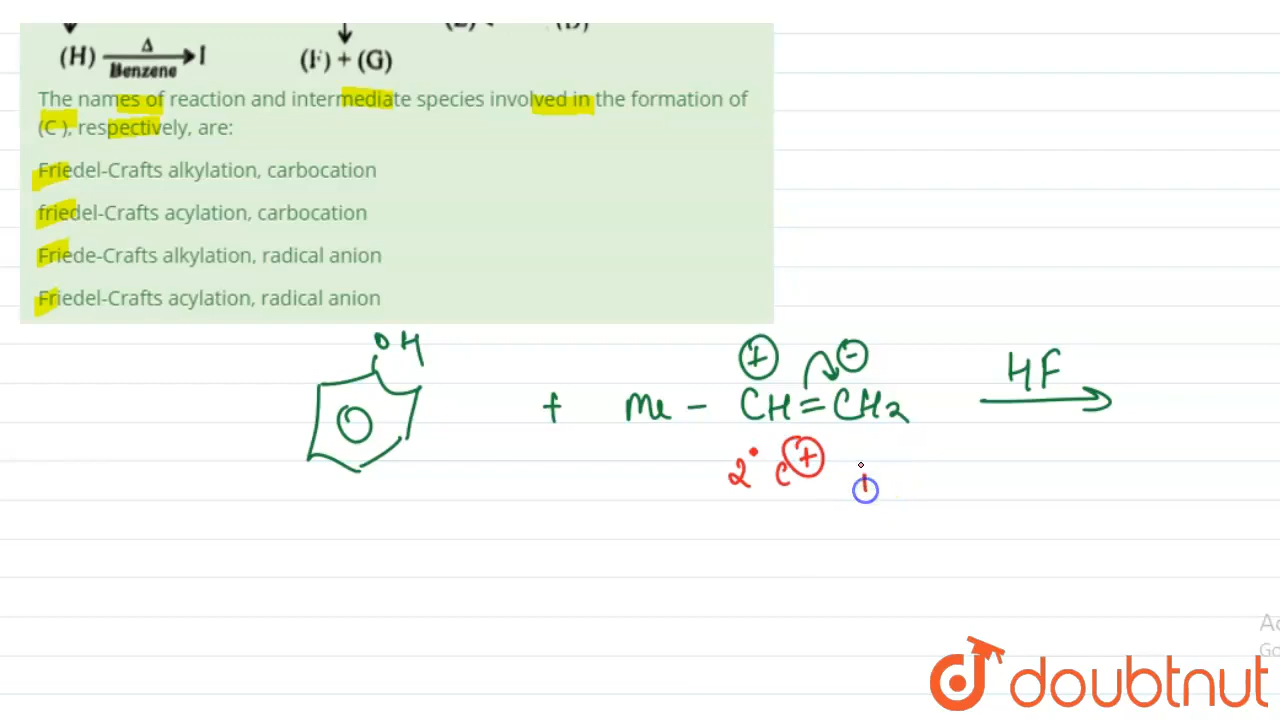 (H) Δ Benzene I
(F) + (G)
The names of reaction and intermediate species involved in the formation of
(C ), respectively, are:
Friedel-Crafts alkylation, carbocation
friedel-Crafts acylation, carbocation
Friede-Crafts alkylation, radical anion
Friedel-Crafts acylation, radical anion
OH
+ Me - CH = CH2 HF
+ -
2° C+ 1
doubtnut